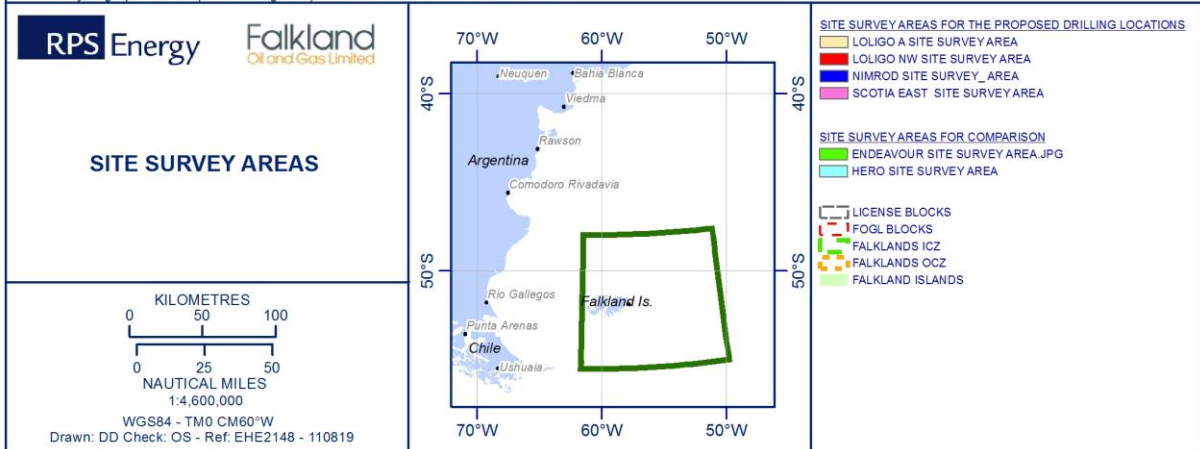 RPS Energy
Falkland
Oil and Gas Limited
SITE SURVEY AREAS
KILOMETRES
0 50 100
0 25 50
NAUTICAL MILES
1:4,600,000
WGS84 - TM0 CM60°W
Drawn: DD Check: OS - Ref: EHE2148 - 110819
70°W 60°W 50°W
40°S
40°S
50°S
50°S
Neuquen
Bahia Blanca
Viedma
Rawson
Argentina
Comodoro Rivadavia
Rio Gallegos
Falkland Is.
Punta Arenas
Chile
Ushuaia
70°W 60°W 50°W
SITE SURVEY AREAS FOR THE PROPOSED DRILLING LOCATIONS
LOLIGO A SITE SURVEY AREA
LOLIGO NW SITE SURVEY AREA
NIMROD SITE SURVEY_ AREA
SCOTIA EAST SITE SURVEY AREA
SITE SURVEY AREAS FOR COMPARISON
ENDEAVOUR SITE SURVEY AREA.JPG
HERO SITE SURVEY AREA
LICENSE BLOCKS
FOGL BLOCKS
FALKLANDS ICZ
FALKLANDS OCZ
FALKLAND ISLANDS